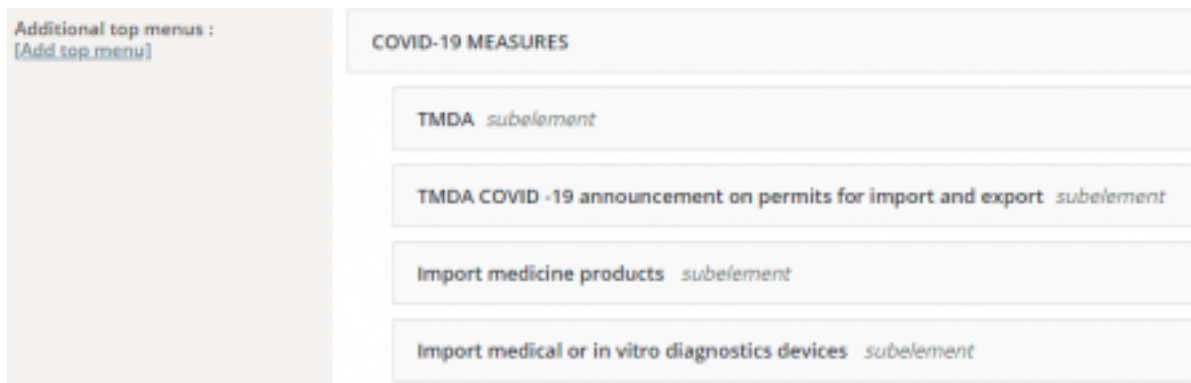 Additional top menus :
[Add top menu]
COVID-19 MEASURES
TMDA subelement
TMDA COVID -19 announcement on permits for import and export subelement
Import medicine products subelement
Import medical or in vitro diagnostics devices subelement